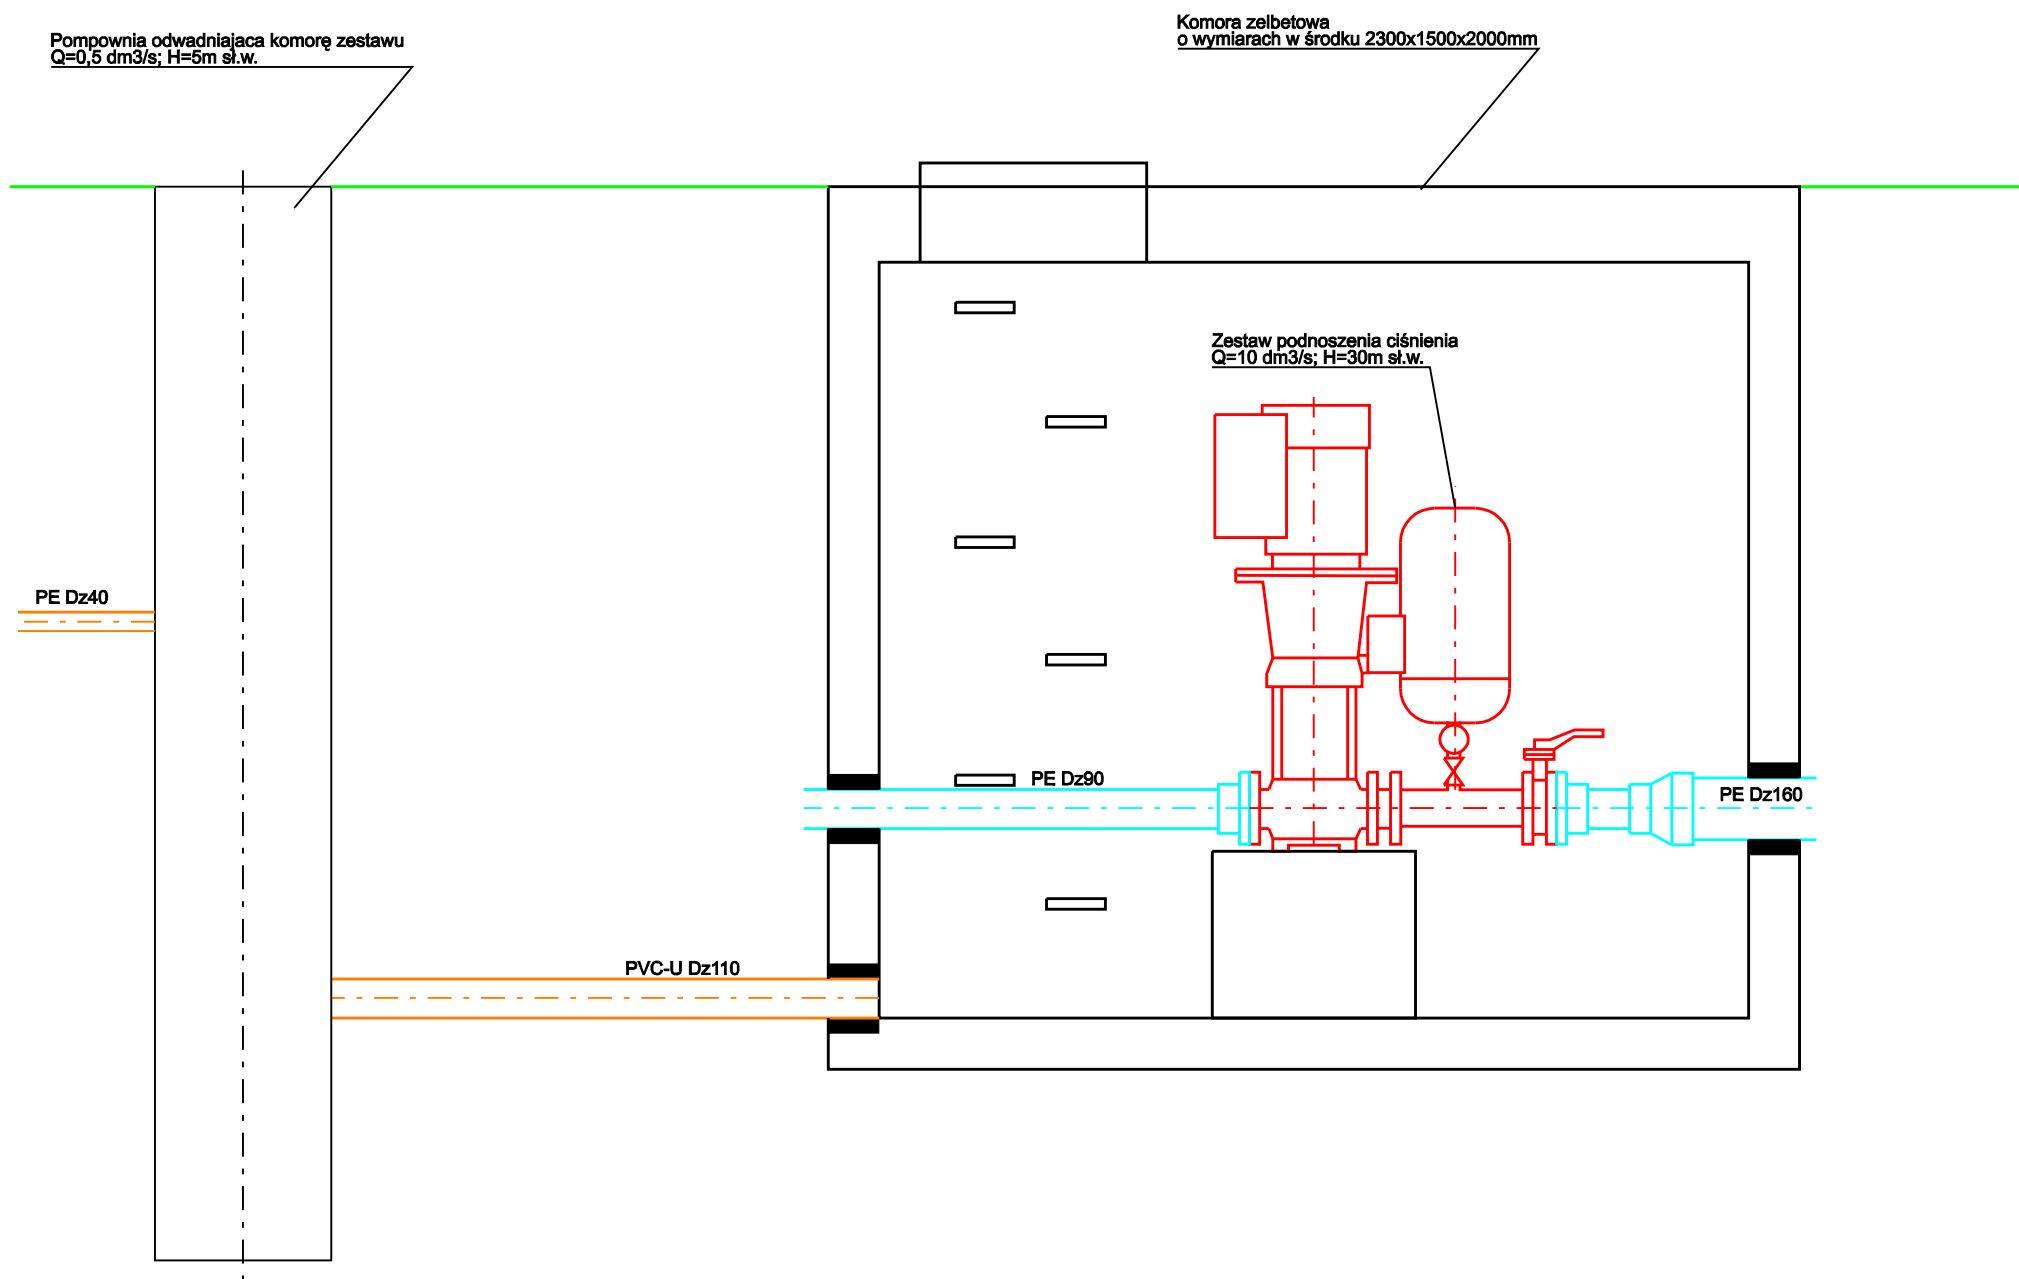 Komora zelbetowa
o wymiarach w środku 2300x1500x2000mm
Pompownia odwadniajaca komorę zestawu
Q=0,5 dm3/s; H=5m sł.w.
Zestaw podnoszenia ciśnienia
Q=10 dm3/s; H=30m sł.w.
PE Dz40
PE Dz90
PE Dz160
PVC-U Dz110